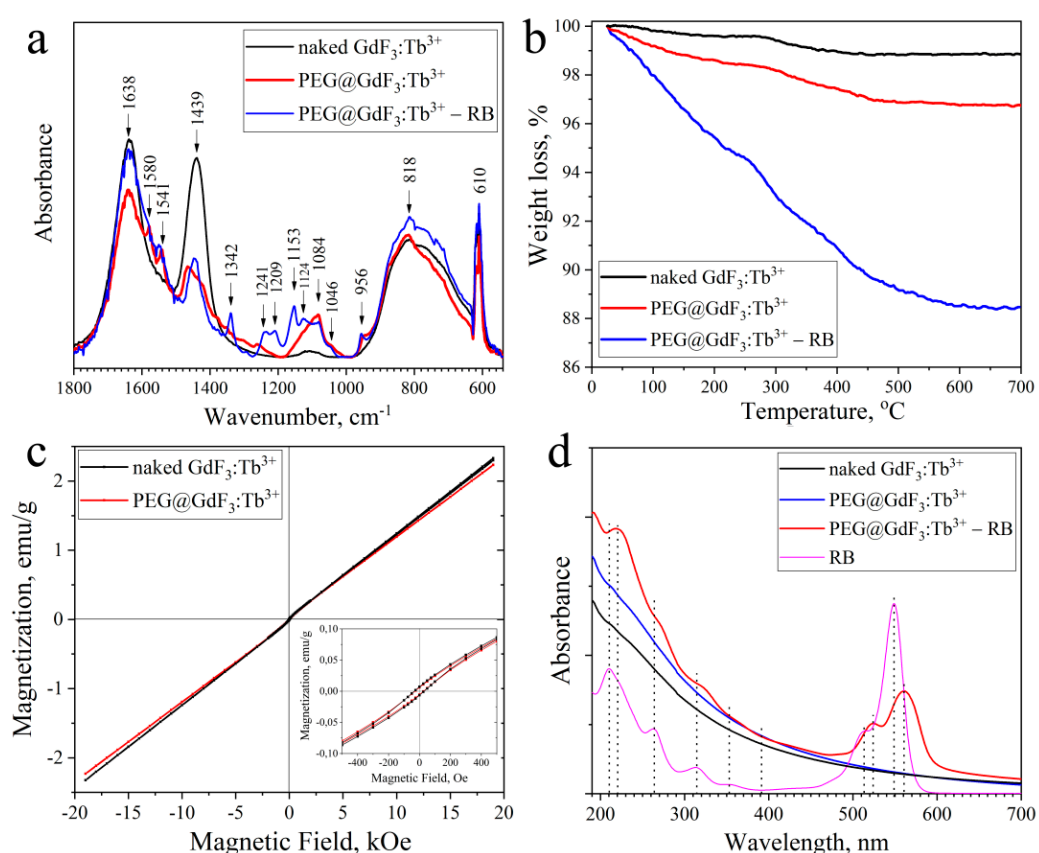 a
naked GdF₃:Tb³⁺
PEG@GdF₃:Tb³⁺
PEG@GdF₃:Tb³⁺ – RB
1638
1580
1541
1439
1342
1241
1209
1153
1124
1084
1046
956
818
610
Absorbance
1800 1600 1400 1200 1000 800 600
Wavenumber, cm⁻¹
b
100
98
96
94
92
90
88
86
Weight loss, %
naked GdF₃:Tb³⁺
PEG@GdF₃:Tb³⁺
PEG@GdF₃:Tb³⁺ – RB
0 100 200 300 400 500 600 700
Temperature, °C
c
naked GdF₃:Tb³⁺
PEG@GdF₃:Tb³⁺
2
1
0
-1
-2
Magnetization, emu/g
0,10
0,05
0,00
-0,05
-0,10
Magnetization, emu/g
-400 -200 0 200 400
Magnetic Field, Oe
-20 -15 -10 -5 0 5 10 15 20
Magnetic Field, kOe
d
naked GdF₃:Tb³⁺
PEG@GdF₃:Tb³⁺
PEG@GdF₃:Tb³⁺ – RB
RB
Absorbance
200 300 400 500 600 700
Wavelength, nm